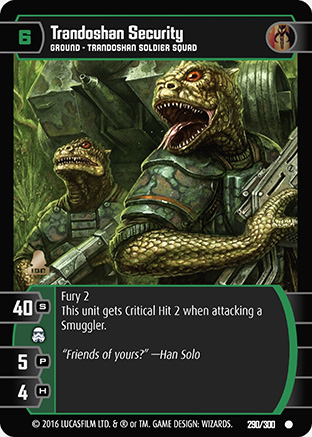 6
Trandoshan Security
GROUND - TRANDOSHAN SOLDIER SQUAD
IDC
40 S
Fury 2
This unit gets Critical Hit 2 when attacking a
Smuggler.
5 P
“Friends of yours?” —Han Solo
4 H
© 2016 LUCASFILM LTD. & ® or TM. GAME DESIGN: WIZARDS.
290/300